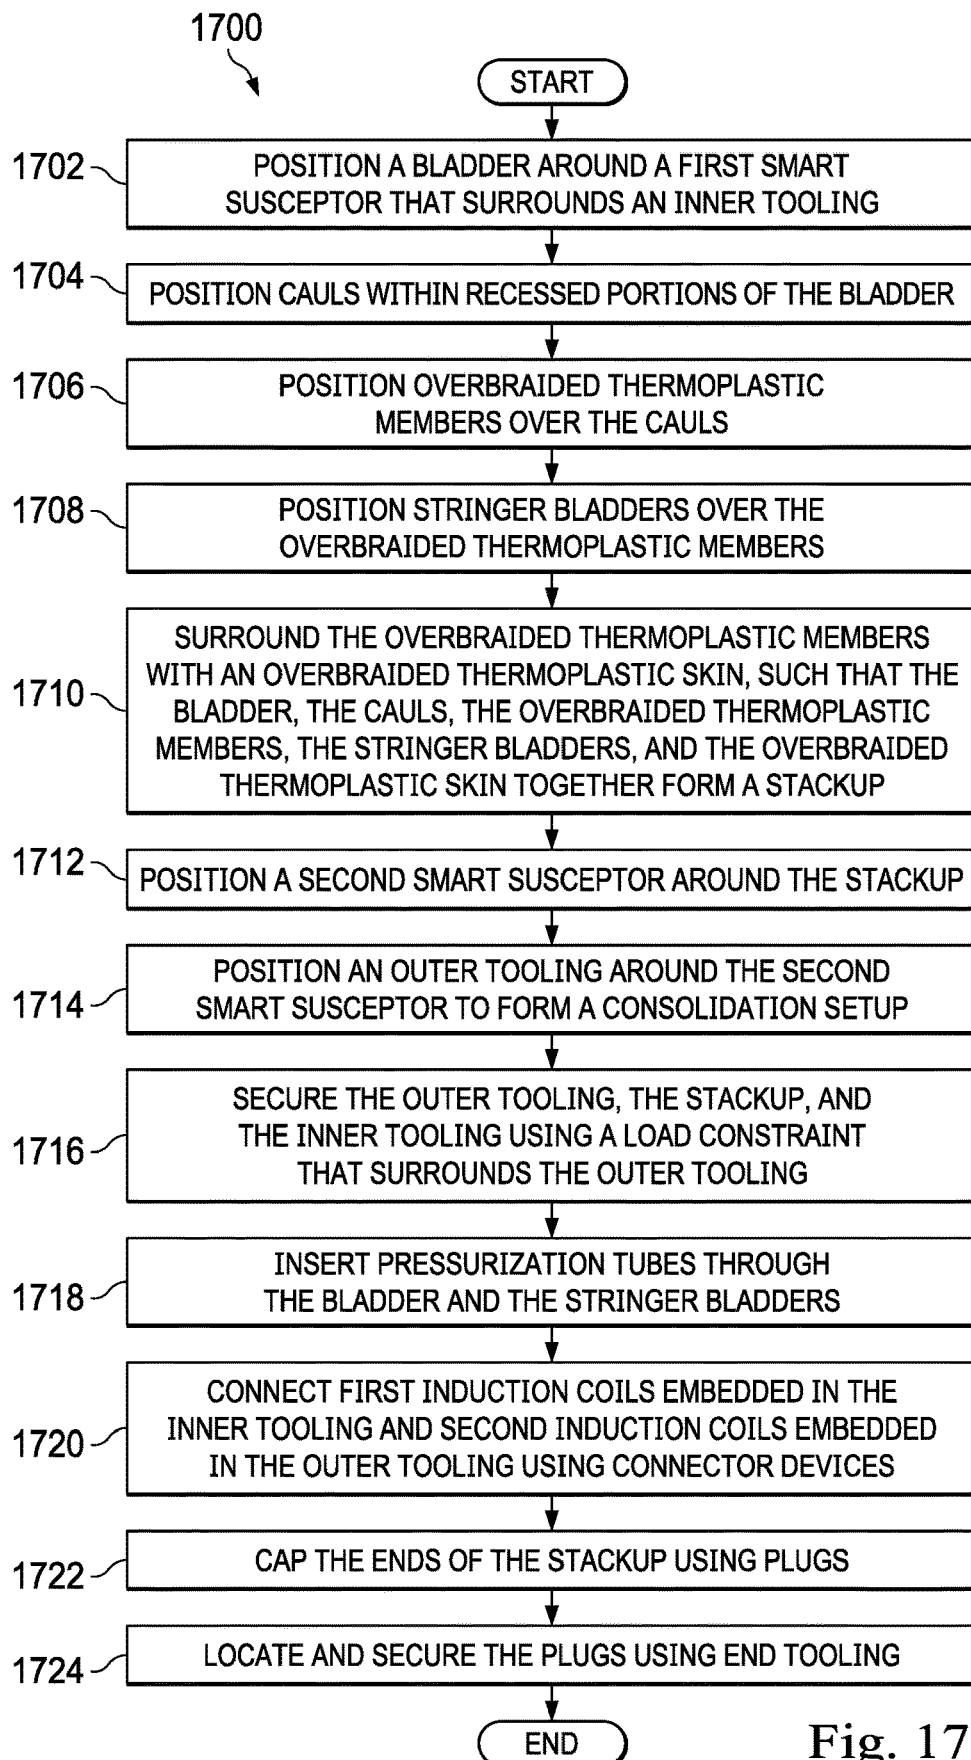 1700
START
1702
POSITION A BLADDER AROUND A FIRST SMART
SUSCEPTOR THAT SURROUNDS AN INNER TOOLING
1704
POSITION CAULS WITHIN RECESSED PORTIONS OF THE BLADDER
1706
POSITION OVERBRAIDED THERMOPLASTIC
MEMBERS OVER THE CAULS
1708
POSITION STRINGER BLADDERS OVER THE
OVERBRAIDED THERMOPLASTIC MEMBERS
1710
SURROUND THE OVERBRAIDED THERMOPLASTIC MEMBERS
WITH AN OVERBRAIDED THERMOPLASTIC SKIN, SUCH THAT THE
BLADDER, THE CAULS, THE OVERBRAIDED THERMOPLASTIC
MEMBERS, THE STRINGER BLADDERS, AND THE OVERBRAIDED
THERMOPLASTIC SKIN TOGETHER FORM A STACKUP
1712
POSITION A SECOND SMART SUSCEPTOR AROUND THE STACKUP
1714
POSITION AN OUTER TOOLING AROUND THE SECOND
SMART SUSCEPTOR TO FORM A CONSOLIDATION SETUP
1716
SECURE THE OUTER TOOLING, THE STACKUP, AND
THE INNER TOOLING USING A LOAD CONSTRAINT
THAT SURROUNDS THE OUTER TOOLING
1718
INSERT PRESSURIZATION TUBES THROUGH
THE BLADDER AND THE STRINGER BLADDERS
1720
CONNECT FIRST INDUCTION COILS EMBEDDED IN THE
INNER TOOLING AND SECOND INDUCTION COILS EMBEDDED
IN THE OUTER TOOLING USING CONNECTOR DEVICES
1722
CAP THE ENDS OF THE STACKUP USING PLUGS
1724
LOCATE AND SECURE THE PLUGS USING END TOOLING
END
Fig. 17